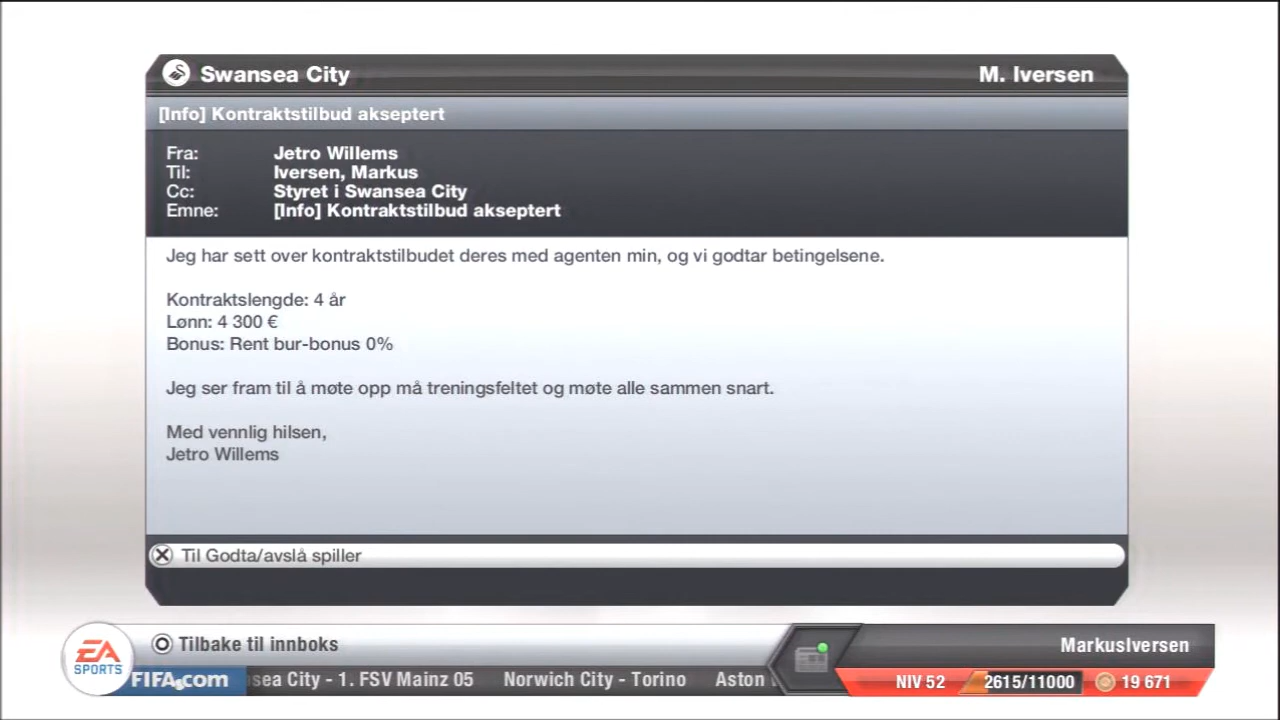 Swansea City
M. Iversen
[Info] Kontraktstilbud akseptert
Fra: Jetro Willems
Til: Iversen, Markus
Cc: Styret i Swansea City
Emne: [Info] Kontraktstilbud akseptert
Jeg har sett over kontraktstilbudet deres med agenten min, og vi godtar betingelsene.
Kontraktslengde: 4 år
Lønn: 4 300 €
Bonus: Rent bur-bonus 0%
Jeg ser fram til å møte opp må treningsfeltet og møte alle sammen snart.
Med vennlig hilsen,
Jetro Willems
Til Godta/avslå spiller
Tilbake til innboks
MarkusIversen
EA SPORTS
FIFA.com
sea City - 1. FSV Mainz 05 Norwich City - Torino Aston
NIV 52 2615/11000 19 671